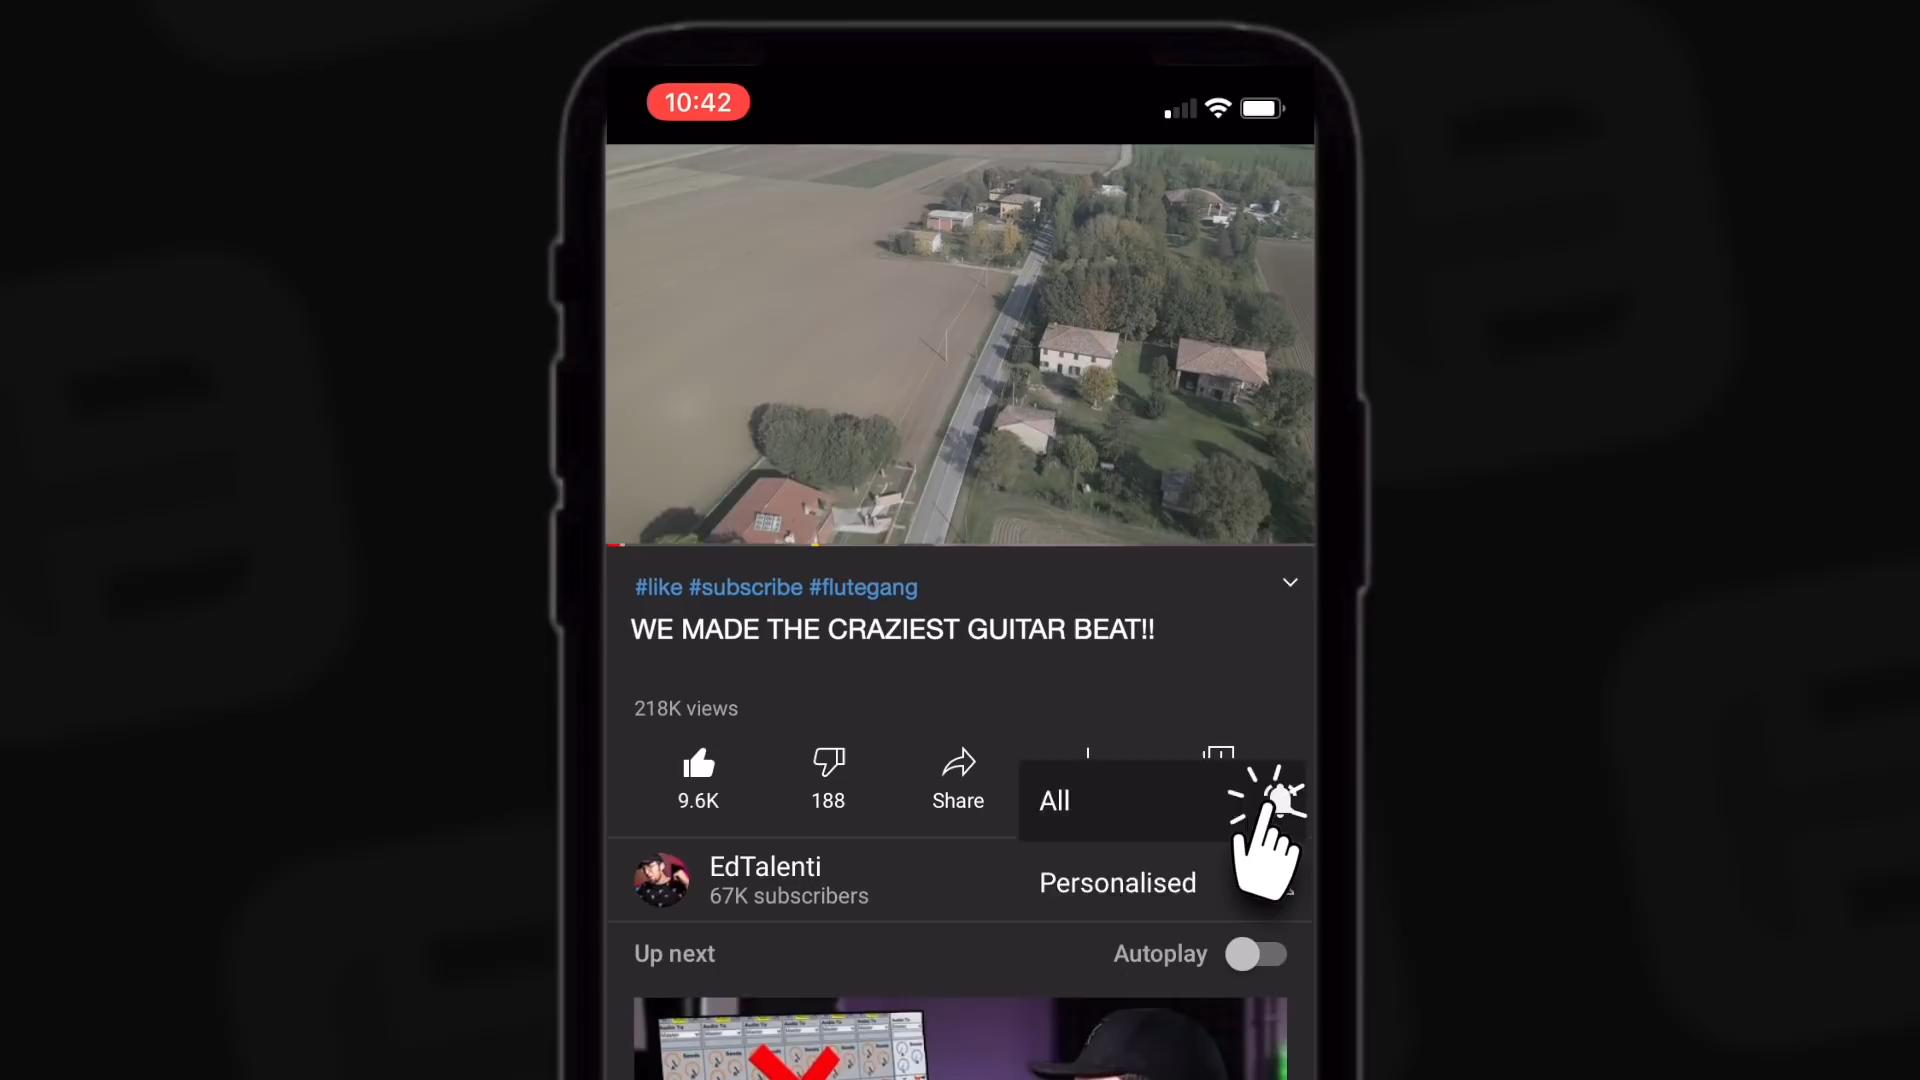 10:42
#like #subscribe #flutegang
WE MADE THE CRAZIEST GUITAR BEAT!!
218K views
9.6K
188
Share
All
EdTalenti
67K subscribers
Personalised
Up next
Autoplay